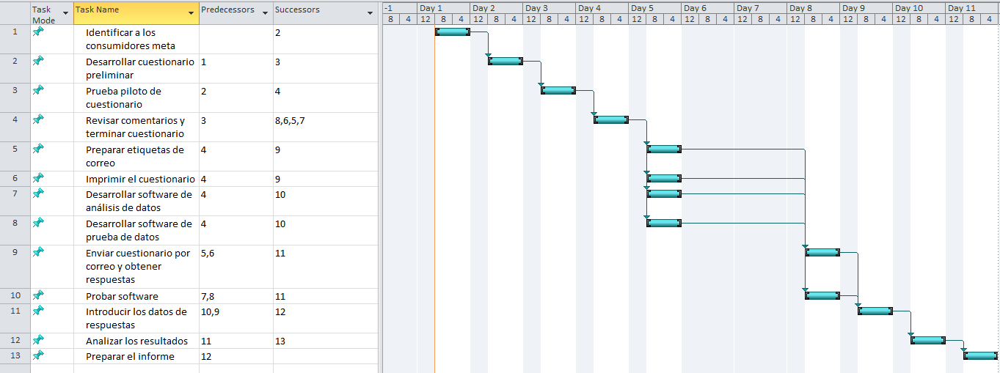 Task Mode Task Name Predecessors Successors -1 Day 1 Day 2 Day 3 Day 4 Day 5 Day 6 Day 7 Day 8 Day 9 Day 10 Day 11
8 4 12 8 4 12 8 4 12 8 4 12 8 4 12 8 4 12 8 4 12 8 4 12 8 4 12 8 4 12 8 4 12 8 4
1 Identificar a los 2
consumidores meta
2 Desarrollar cuestionario 1 3
preliminar
3 Prueba piloto de 2 4
cuestionario
4 Revisar comentarios y 3 8,6,5,7
terminar cuestionario
5 Preparar etiquetas de 4 9
correo
6 Imprimir el cuestionario 4 9
7 Desarrollar software de 4 10
análisis de datos
8 Desarrollar software de 4 10
prueba de datos
9 Enviar cuestionario por 5,6 11
correo y obtener
respuestas
10 Probar software 7,8 11
11 Introducir los datos de 10,9 12
respuestas
12 Analizar los resultados 11 13
13 Preparar el informe 12